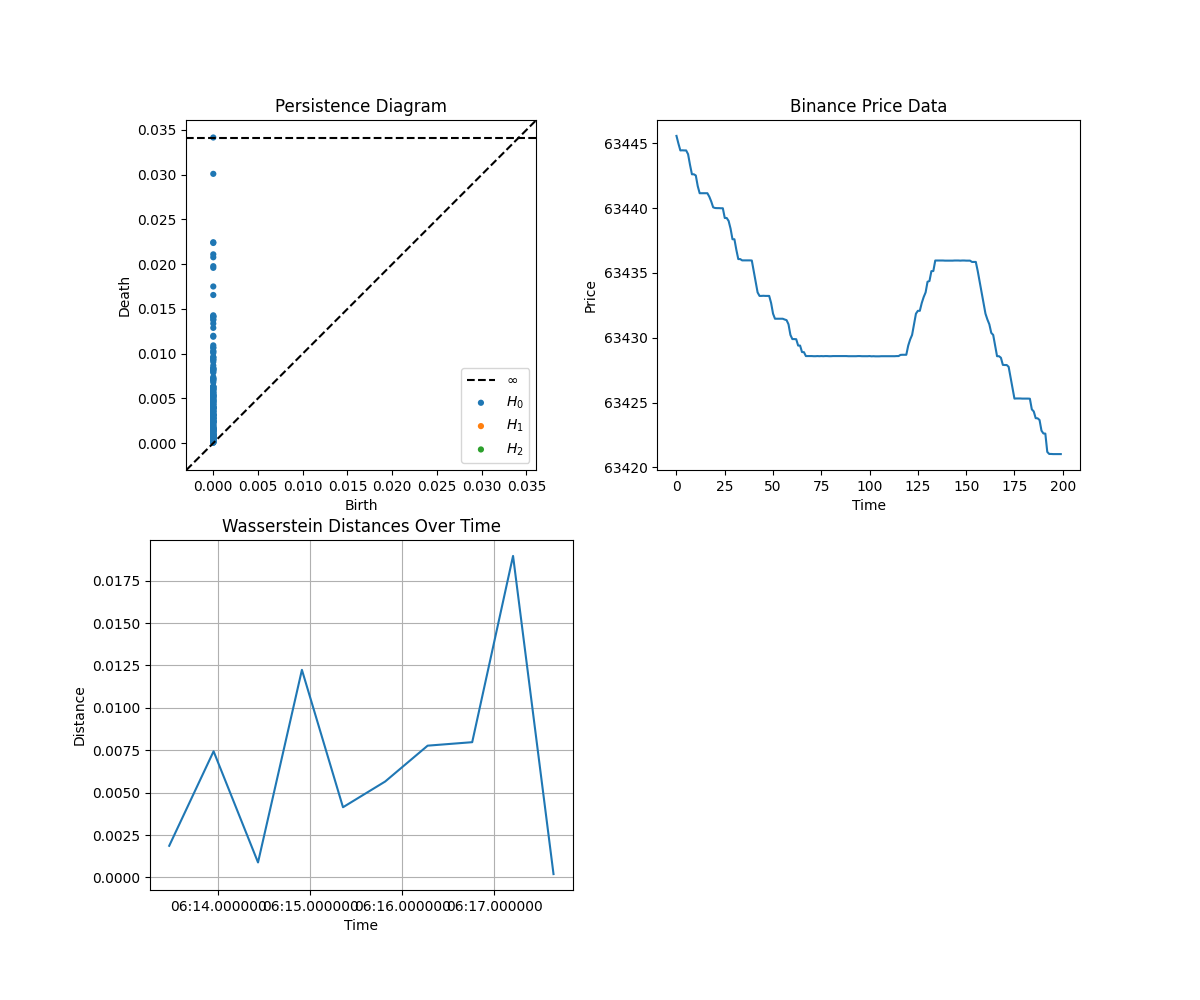 Persistence Diagram
0.035
0.030
0.025
0.020
0.015
0.010
0.005
0.000
Death
∞
H0
H1
H2
0.000 0.005 0.010 0.015 0.020 0.025 0.030 0.035
Birth
Binance Price Data
63445
63440
63435
63430
63425
63420
Price
0 25 50 75 100 125 150 175 200
Time
Wasserstein Distances Over Time
0.0175
0.0150
0.0125
0.0100
0.0075
0.0050
0.0025
0.0000
Distance
06:14.000000 06:15.000000 06:16.000000 06:17.000000
Time